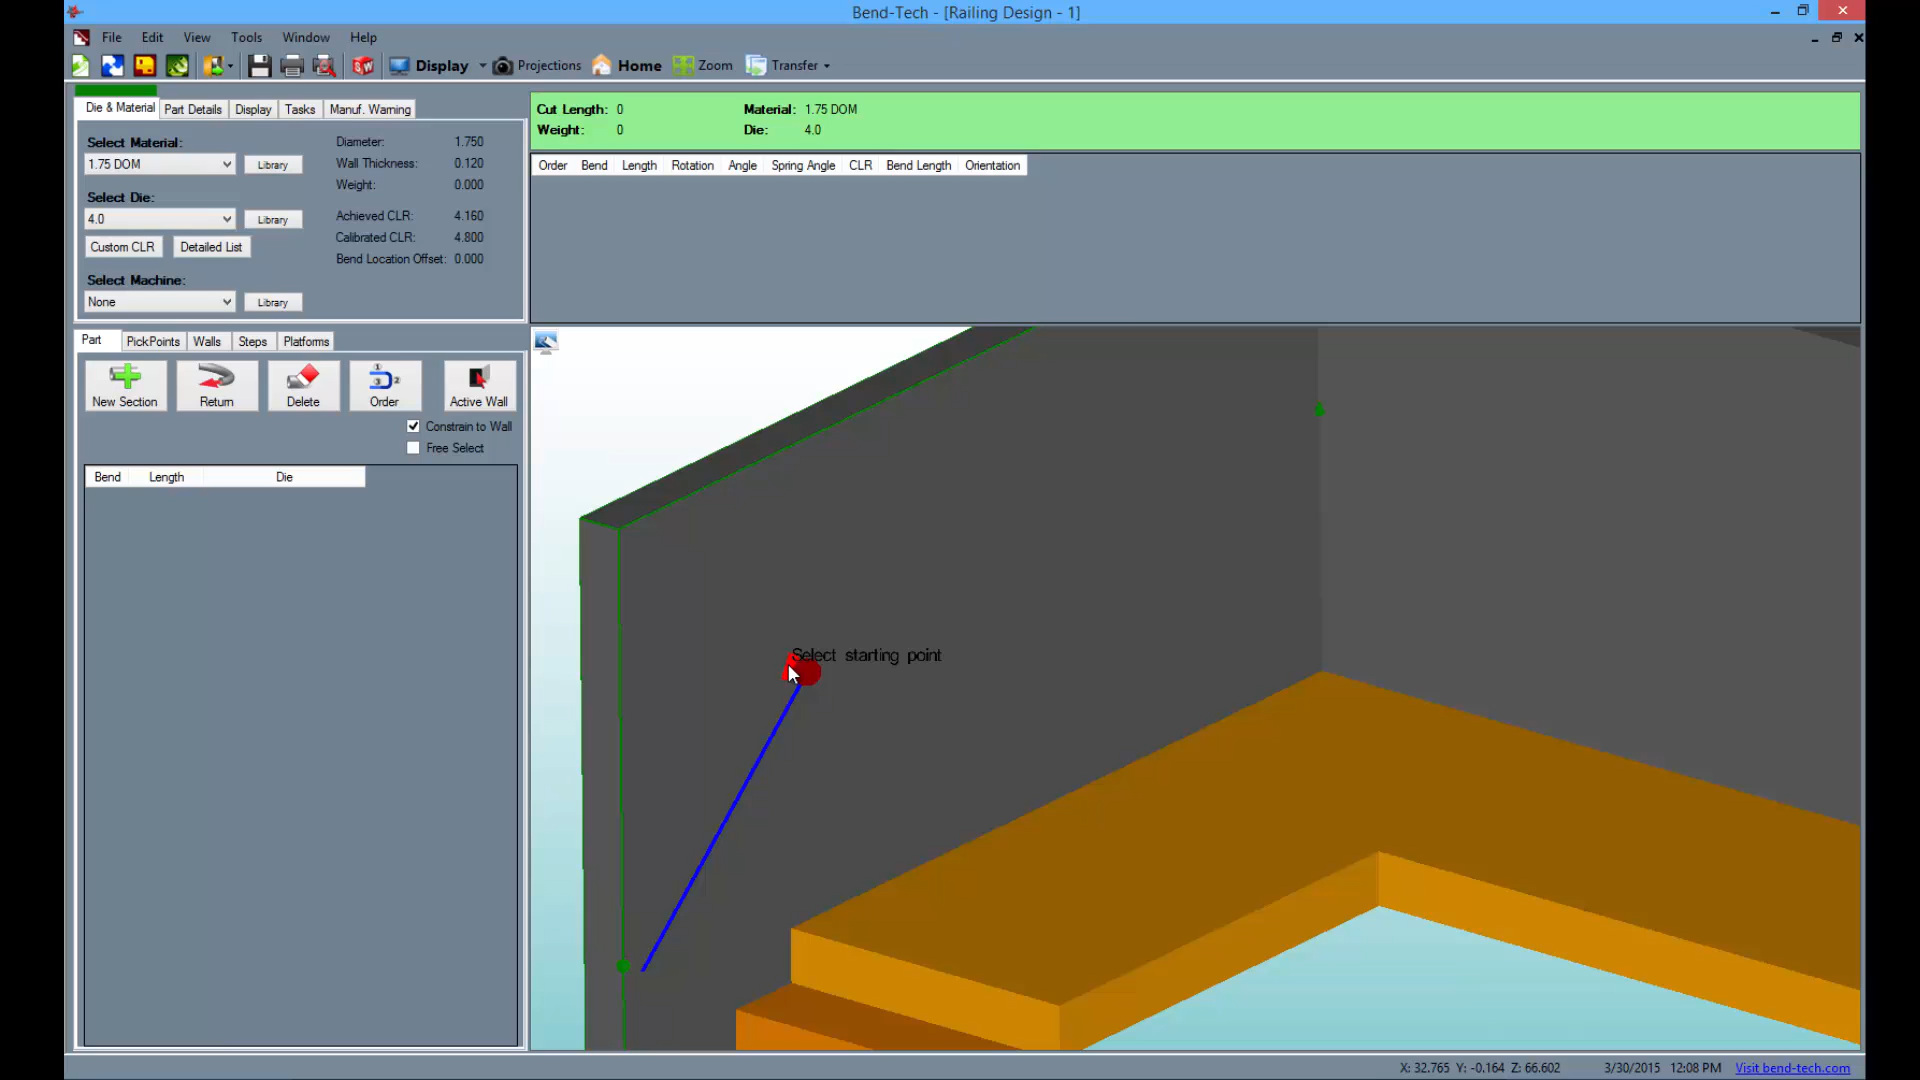 Bend-Tech - [Railing Design - 1]
File Edit View Tools Window Help
Display Projections Home Zoom Transfer
Die & Material Part Details Display Tasks Manuf. Warning
Select Material:
1.75 DOM Library
Select Die:
4.0 Library
Custom CLR Detailed List
Select Machine:
None Library
Diameter: 1.750
Wall Thickness: 0.120
Weight: 0.000
Achieved CLR: 4.160
Calibrated CLR: 4.800
Bend Location Offset: 0.000
Cut Length: 0 Material: 1.75 DOM
Weight: 0 Die: 4.0
Order Bend Length Rotation Angle Spring Angle CLR Bend Length Orientation
Part PickPoints Walls Steps Platforms
New Section Return Delete Order Active Wall
Constrain to Wall
Free Select
Bend Length Die
Select starting point
X: 32.765 Y: -0.164 Z: 66.602 3/30/2015 12:08 PM Visit bend-tech.com